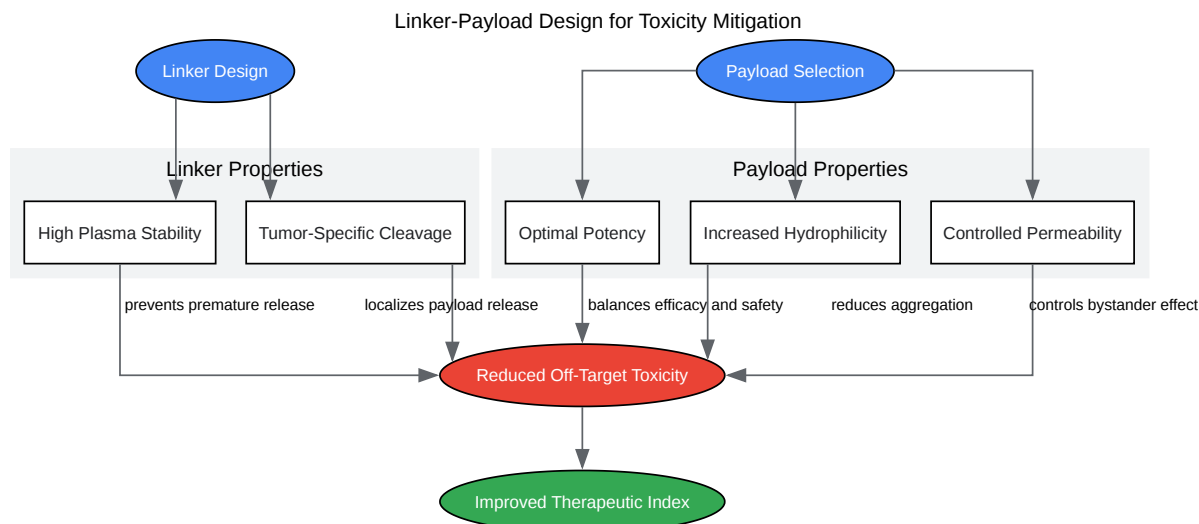 Linker-Payload Design for Toxicity Mitigation
Linker Design
Payload Selection
Linker Properties
Payload Properties
High Plasma Stability
Tumor-Specific Cleavage
Optimal Potency
Increased Hydrophilicity
Controlled Permeability
prevents premature release
localizes payload release
balances efficacy and safety
reduces aggregation
controls bystander effect
Reduced Off-Target Toxicity
Improved Therapeutic Index